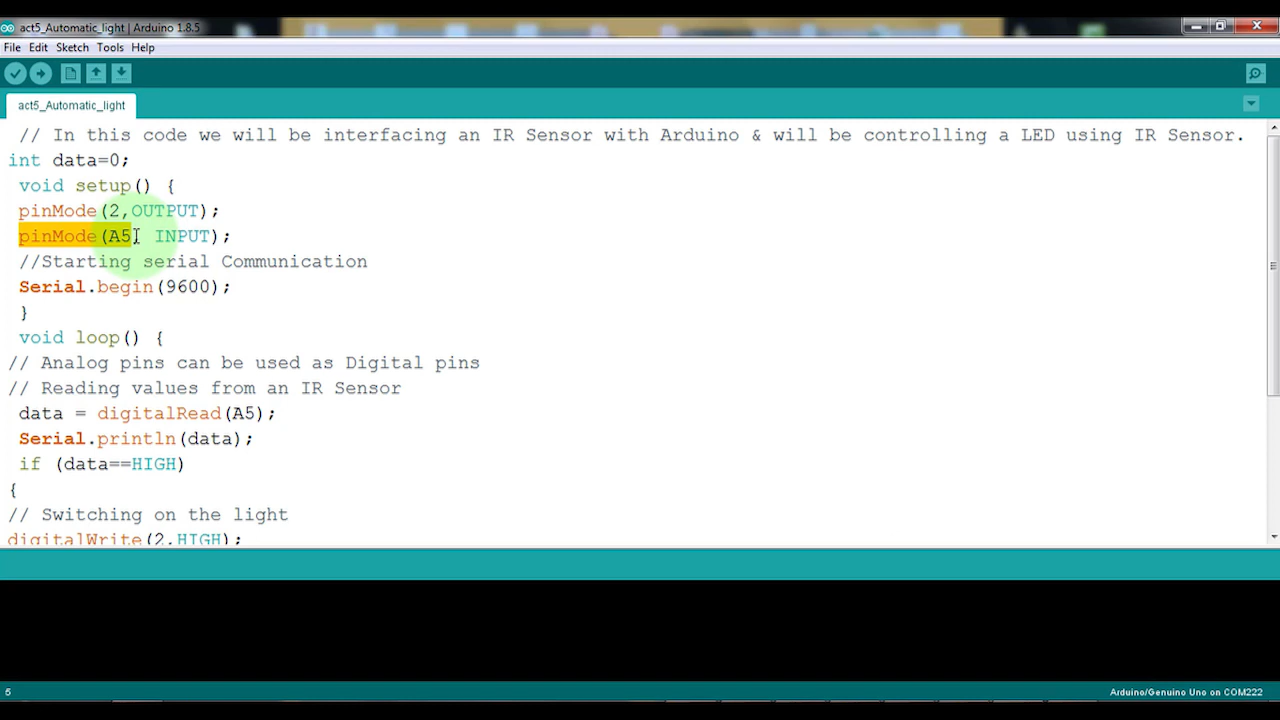 act5_Automatic_light | Arduino 1.8.5
File Edit Sketch Tools Help
act5_Automatic_light
// In this code we will be interfacing an IR Sensor with Arduino & will be controlling a LED using IR Sensor.
int data=0;
void setup() {
pinMode(2,OUTPUT);
pinMode(A5, INPUT);
//Starting serial Communication
Serial.begin(9600);
}
void loop() {
// Analog pins can be used as Digital pins
// Reading values from an IR Sensor
data = digitalRead(A5);
Serial.println(data);
if (data==HIGH)
{
// Switching on the light
digitalWrite(2,HIGH);
5
Arduino/Genuino Uno on COM222